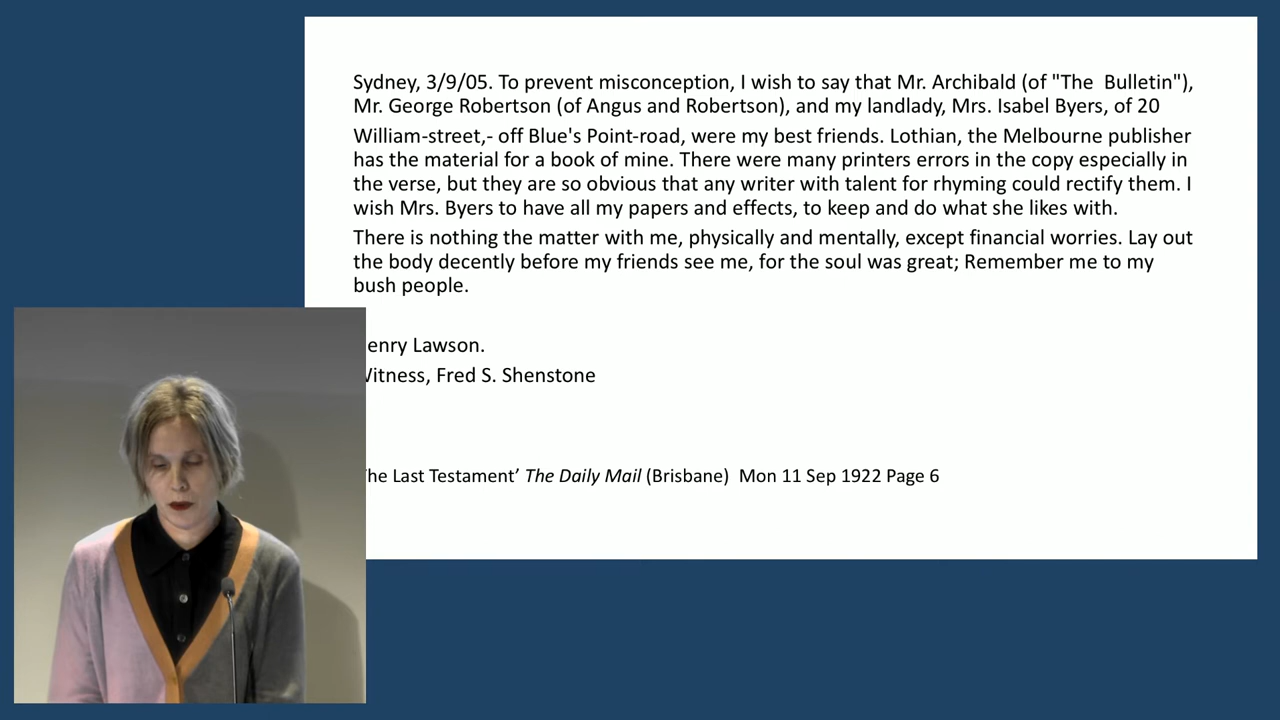 Sydney, 3/9/05. To prevent misconception, I wish to say that Mr. Archibald (of "The  Bulletin"),
Mr. George Robertson (of Angus and Robertson), and my landlady, Mrs. Isabel Byers, of 20
William-street,- off Blue's Point-road, were my best friends. Lothian, the Melbourne publisher
has the material for a book of mine. There were many printers errors in the copy especially in
the verse, but they are so obvious that any writer with talent for rhyming could rectify them. I
wish Mrs. Byers to have all my papers and effects, to keep and do what she likes with.
There is nothing the matter with me, physically and mentally, except financial worries. Lay out
the body decently before my friends see me, for the soul was great; Remember me to my
bush people.
enry Lawson.
itness, Fred S. Shenstone
he Last Testament’ The Daily Mail (Brisbane)  Mon 11 Sep 1922 Page 6